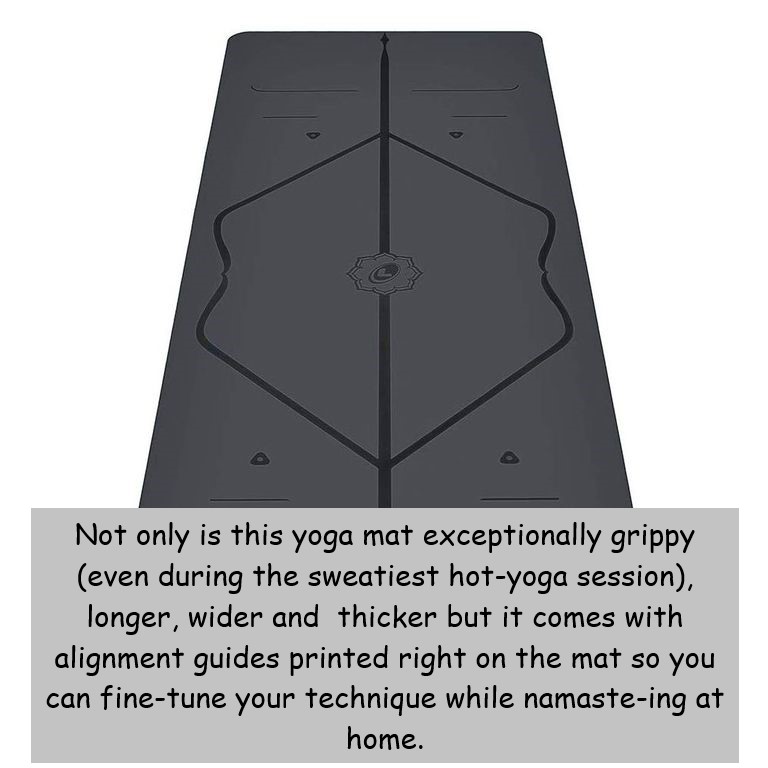 Not only is this yoga mat exceptionally grippy
(even during the sweatiest hot-yoga session),
longer, wider and  thicker but it comes with
alignment guides printed right on the mat so you
can fine-tune your technique while namaste-ing at
home.